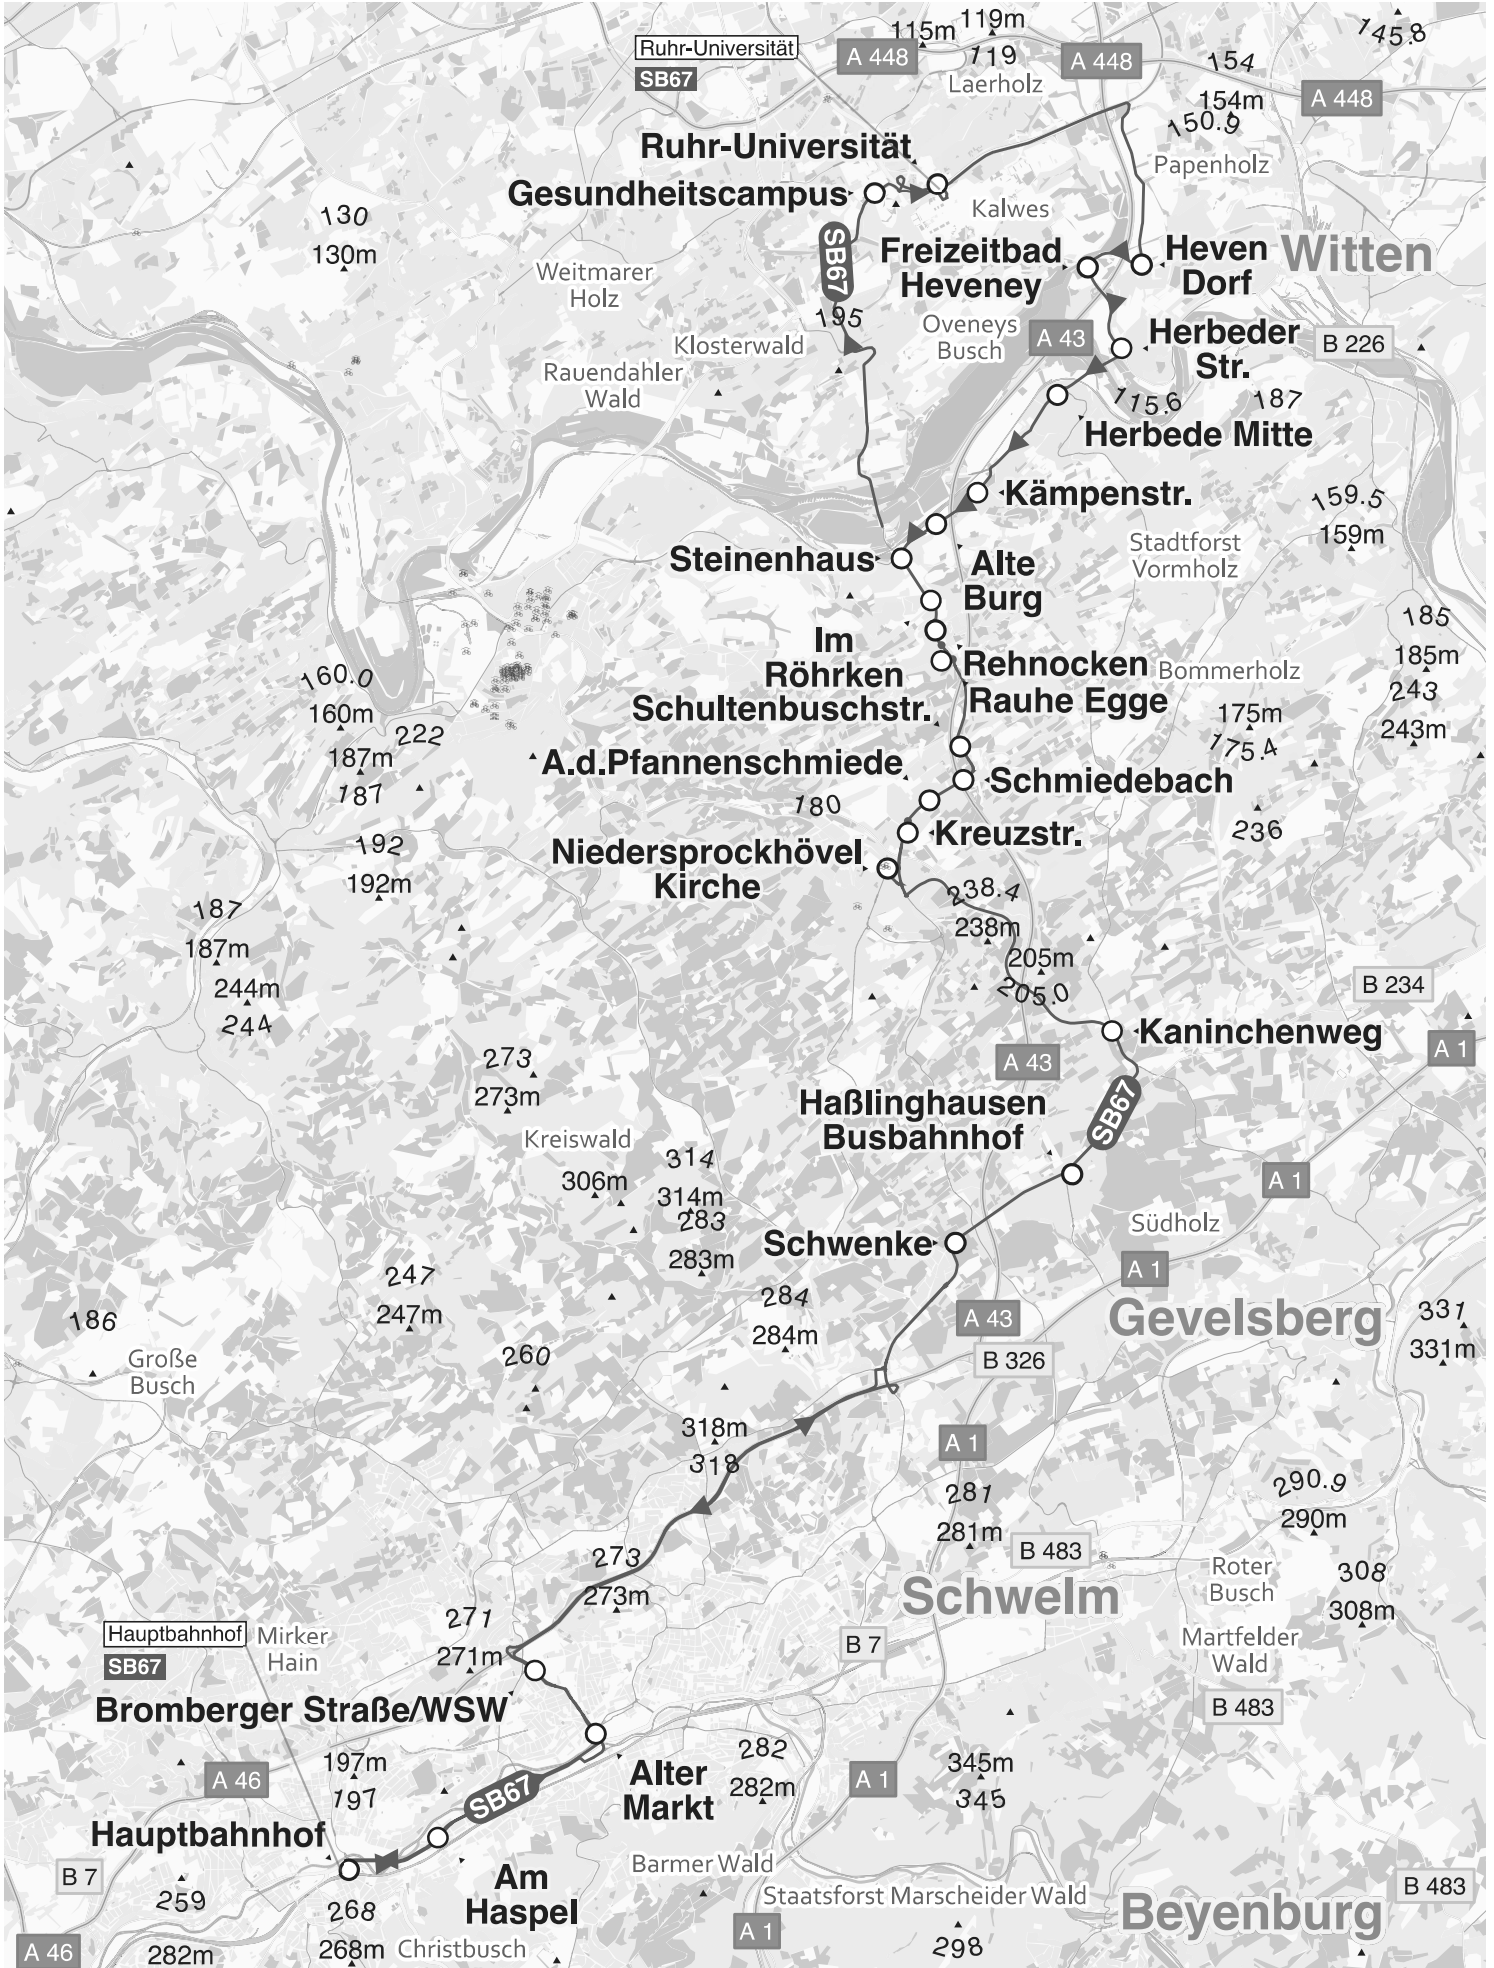 119m
115m
145.8
Ruhr-Universität
SB67
A 448
119
A 448
154
Laerholz
154m
A 448
150.9
Ruhr-Universität
Papenholz
Gesundheitscampus
Kalwes
130
130m
SB67
Freizeitbad
Heveney
Heven
Dorf
Witten
Weitmarer
Holz
195
Oveneys
Busch
A 43
Herbeder
Str.
B 226
Klosterwald
Rauendahler
Wald
115.6
187
Herbede Mitte
Kämpenstr.
159.5
159m
Steinenhaus
Alte
Burg
Stadtforst
Vormholz
185
185m
Im
Röhrken
Rehnocken
Bommerholz
160.0
160m
Schultenbuschstr.
Rauhe Egge
243
243m
175m
175.4
222
187m
187
A.d.Pfannenschmiede
Schmiedebach
180
236
192
192m
Kreuzstr.
Niedersprockhövel
Kirche
238.4
238m
187
187m
205m
205.0
244m
244
B 234
Kaninchenweg
A 1
273
273m
A 43
SB67
Haßlinghausen
Busbahnhof
Kreiswald
314
314m
306m
A 1
283
283m
Südholz
Schwenke
247
247m
A 1
284
284m
186
A 43
Gevelsberg
331
331m
Große
Busch
260
B 326
318m
318
A 1
281
281m
290.9
290m
B 483
273
273m
Roter
Busch
308
308m
Schwelm
271
271m
Hauptbahnhof
SB67
Mirker
Hain
B 7
Martfelder
Wald
Bromberger Straße/WSW
B 483
197m
197
A 46
SB67
Alter
Markt
282
282m
A 1
345m
345
Hauptbahnhof
B 7
259
282m
268
268m
Am
Haspel
Barmer Wald
Staatsforst Marscheider Wald
B 483
Beyenburg
A 46
Christbusch
A 1
298